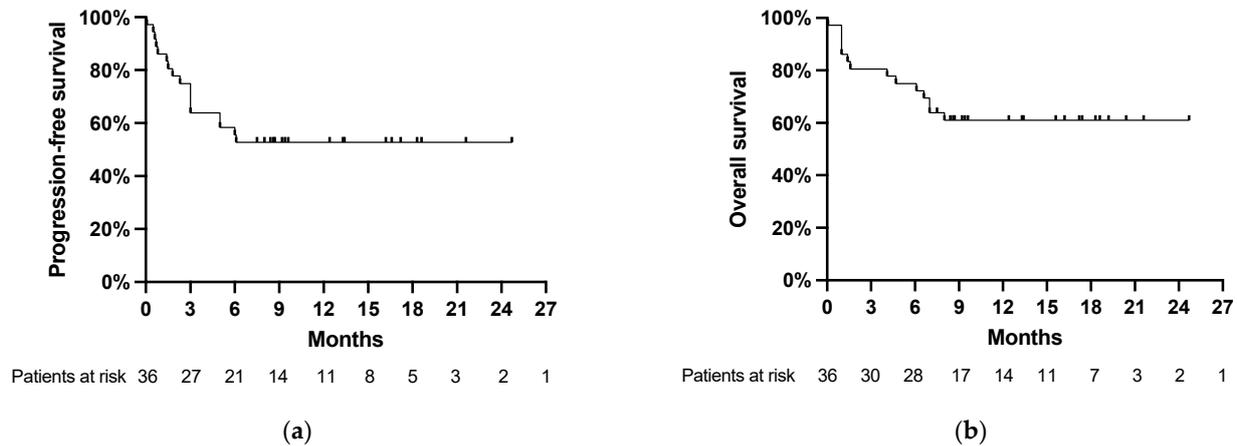 Progression-free survival
100%
80%
60%
40%
20%
0%
0 3 6 9 12 15 18 21 24 27
Months
Patients at risk 36 27 21 14 11 8 5 3 2 1
(a)
Overall survival
100%
80%
60%
40%
20%
0%
0 3 6 9 12 15 18 21 24 27
Months
Patients at risk 36 30 28 17 14 11 7 3 2 1
(b)